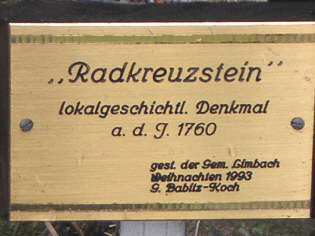 „Radkreuzstein"
lokalgeschichtl. Denkmal
a. d. J. 1760
gest. der Gem. Limbach
Weihnachten 1993
G. Bablitz-Koch